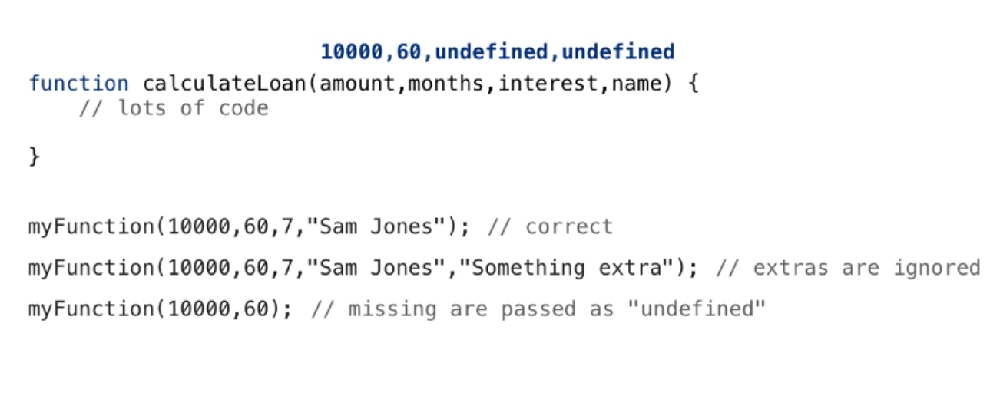 10000,60,undefined,undefined
function calculateLoan(amount,months,interest,name) {
    // lots of code
}
myFunction(10000,60,7,"Sam Jones"); // correct
myFunction(10000,60,7,"Sam Jones","Something extra"); // extras are ignored
myFunction(10000,60); // missing are passed as "undefined"